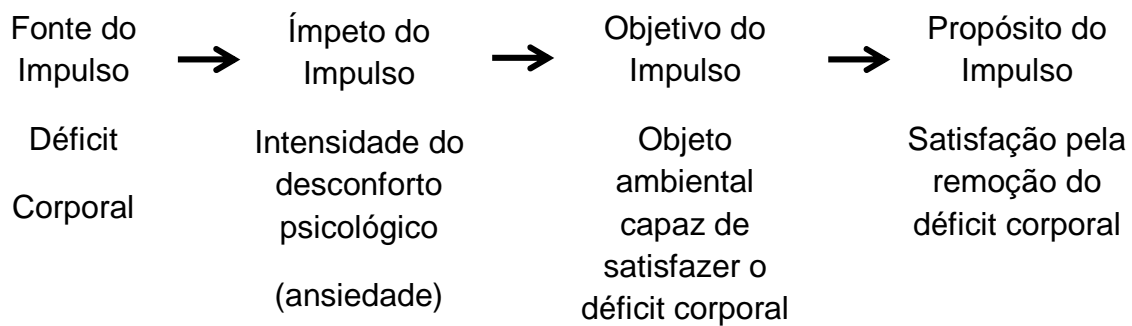 Fonte do
Impulso
Ímpeto do
Impulso
Objetivo do
Impulso
Propósito do
Impulso
Déficit
Corporal
Intensidade do
desconforto
psicológico
(ansiedade)
Objeto
ambiental
capaz de
satisfazer o
déficit corporal
Satisfação pela
remoção do
déficit corporal